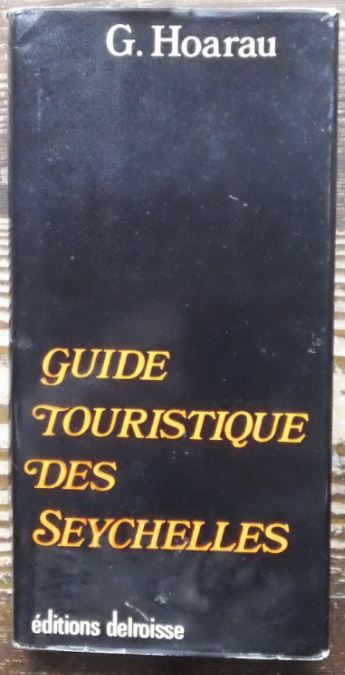 G. Hoarau
GUIDE
TOURISTIQUE
DES
SEYCHELLES
éditions delroisse